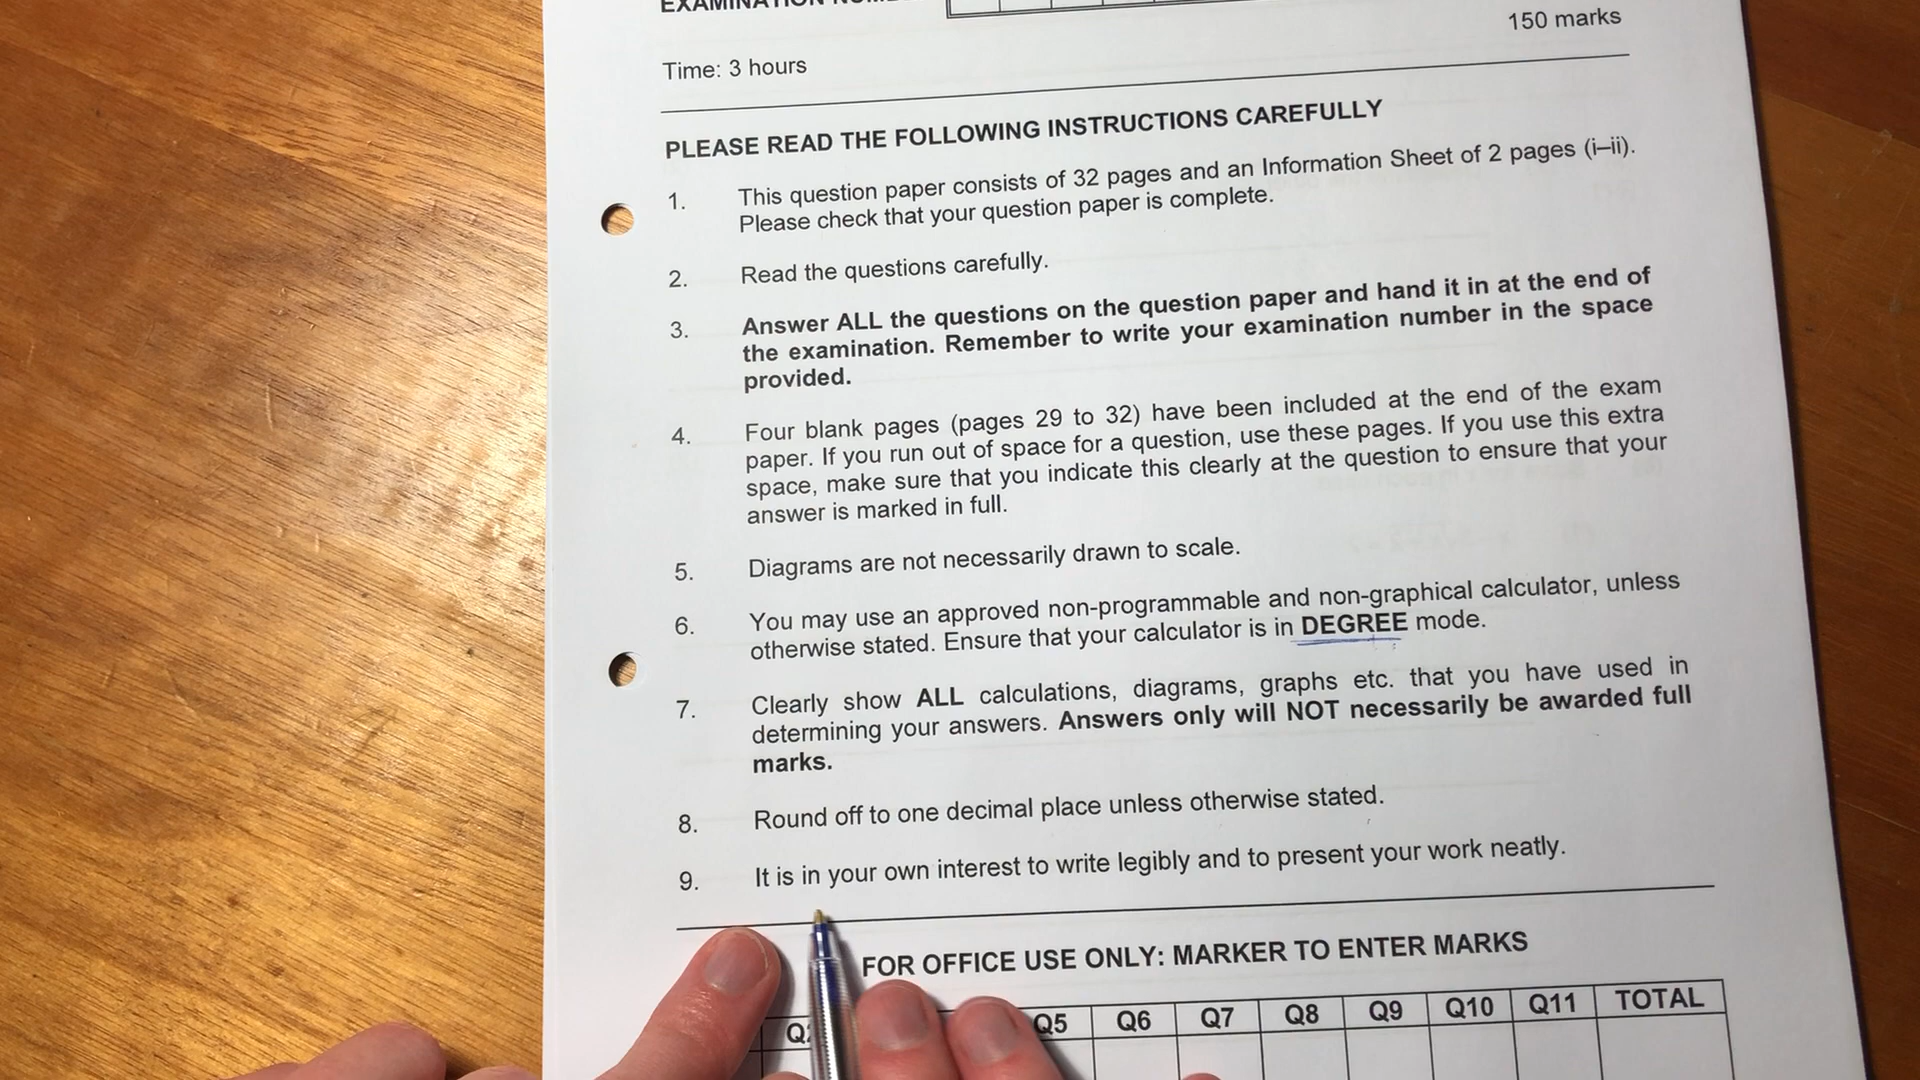 150 marks
Time: 3 hours
PLEASE READ THE FOLLOWING INSTRUCTIONS CAREFULLY
1. This question paper consists of 32 pages and an Information Sheet of 2 pages (i–ii).
Please check that your question paper is complete.
2. Read the questions carefully.
3. Answer ALL the questions on the question paper and hand it in at the end of
the examination. Remember to write your examination number in the space
provided.
4. Four blank pages (pages 29 to 32) have been included at the end of the exam
paper. If you run out of space for a question, use these pages. If you use this extra
space, make sure that you indicate this clearly at the question to ensure that your
answer is marked in full.
5. Diagrams are not necessarily drawn to scale.
6. You may use an approved non-programmable and non-graphical calculator, unless
otherwise stated. Ensure that your calculator is in DEGREE mode.
7. Clearly show ALL calculations, diagrams, graphs etc. that you have used in
determining your answers. Answers only will NOT necessarily be awarded full
marks.
8. Round off to one decimal place unless otherwise stated.
9. It is in your own interest to write legibly and to present your work neatly.
FOR OFFICE USE ONLY: MARKER TO ENTER MARKS
Q5 Q6 Q7 Q8 Q9 Q10 Q11 TOTAL